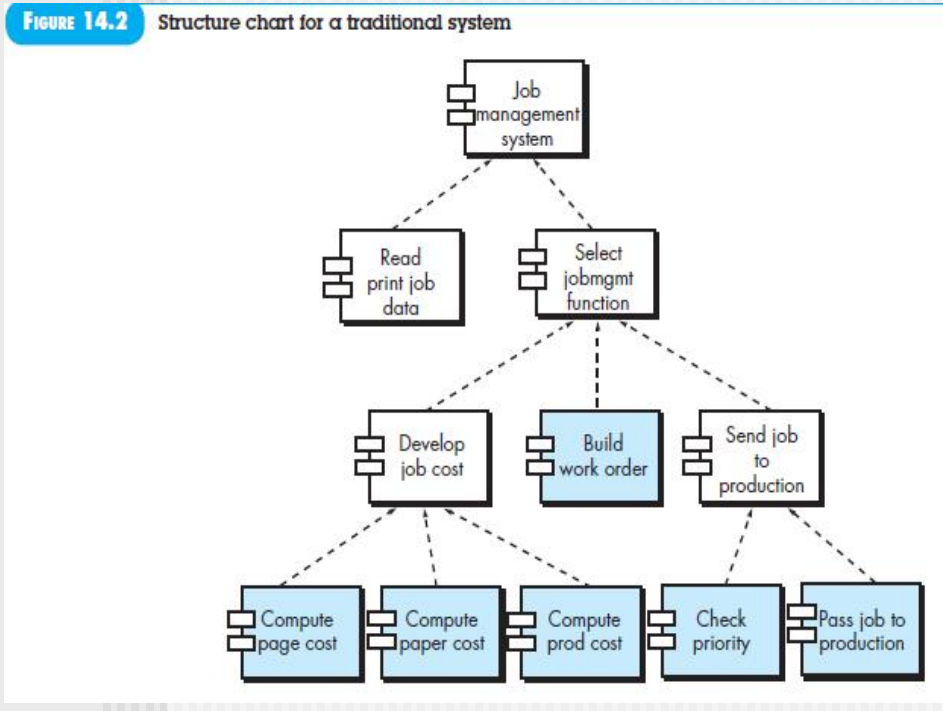 FIGURE 14.2 Structure chart for a traditional system
Job
management
system
Read
print job
data
Select
jobmgmt
function
Develop
job cost
Build
work order
Send job
to
production
Compute
page cost
Compute
paper cost
Compute
prod cost
Check
priority
Pass job to
production